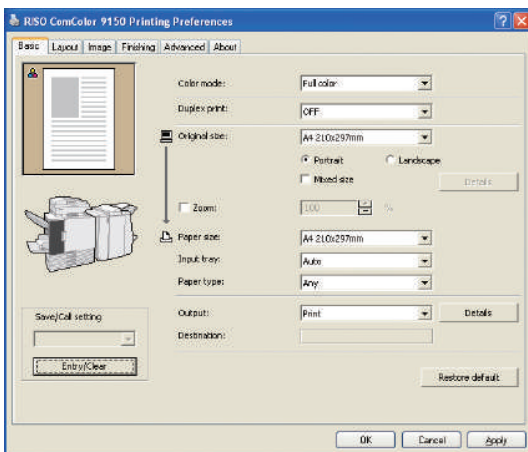 RISO ComColor 9150 Printing Preferences
Basic Layout Image Finishing Advanced About
Color mode: Full color
Duplex print: OFF
Original size: A4 210x297mm
Portrait Landscape
Mixed size Details
Zoom: 100 %
Paper size: A4 210x297mm
Input tray: Auto
Paper type: Any
Save/Call setting
Output: Print Details
Destination:
Entry/Clear
Restore default
OK Cancel Apply